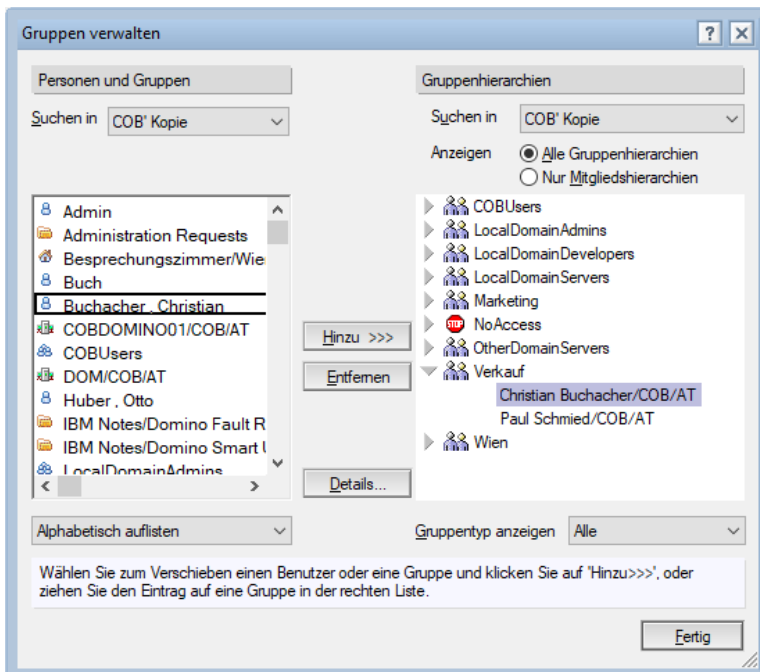 Gruppen verwalten
Personen und Gruppen
Suchen in COB' Kopie
Admin
Administration Requests
Besprechungszimmer/Wie
Buch
Buchacher , Christian
COBDOMINO01/COB/AT
COBUsers
DOM/COB/AT
Huber , Otto
IBM Notes/Domino Fault R
IBM Notes/Domino Smart U
LocalDomainAdmins
Alphabetisch auflisten
Hinzu >>>
Entfernen
Details...
Gruppenhierarchien
Suchen in COB' Kopie
Anzeigen Alle Gruppenhierarchien
Nur Mitgliedshierarchien
COBUsers
LocalDomainAdmins
LocalDomainDevelopers
LocalDomainServers
Marketing
STOP NoAccess
OtherDomainServers
Verkauf
Christian Buchacher/COB/AT
Paul Schmied/COB/AT
Wien
Gruppentyp anzeigen Alle
Wählen Sie zum Verschieben einen Benutzer oder eine Gruppe und klicken Sie auf 'Hinzu>>>', oder
ziehen Sie den Eintrag auf eine Gruppe in der rechten Liste.
Fertig